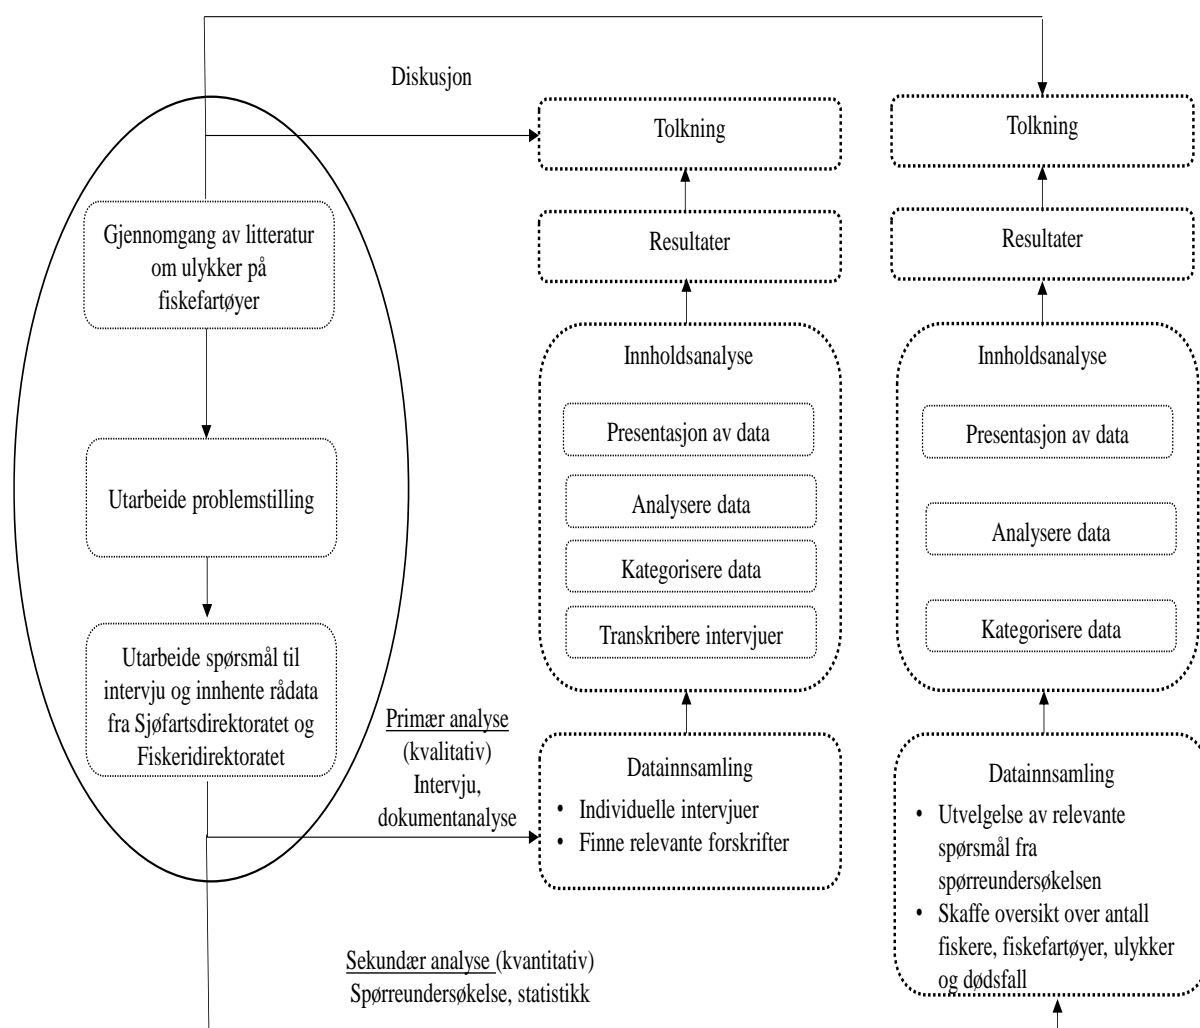 Diskusjon
Gjennomgang av litteratur
om ulykker på
fiskefartøyer
Utarbeide problemstilling
Utarbeide spørsmål til
intervju og innhente rådata
fra Sjøfartsdirektoratet og
Fiskeridirektoratet
Primær analyse
(kvalitativ)
Intervju,
dokumentanalyse
Sekundær analyse (kvantitativ)
Spørreundersøkelse, statistikk
Tolkning
Resultater
Innholdsanalyse
Presentasjon av data
Analysere data
Kategorisere data
Transkribere intervjuer
Datainnsamling
• Individuelle intervjuer
• Finne relevante forskrifter
Tolkning
Resultater
Innholdsanalyse
Presentasjon av data
Analysere data
Kategorisere data
Datainnsamling
• Utvelgelse av relevante
spørsmål fra
spørreundersøkelsen
• Skaffe oversikt over antall
fiskere, fiskefartøyer, ulykker
og dødsfall